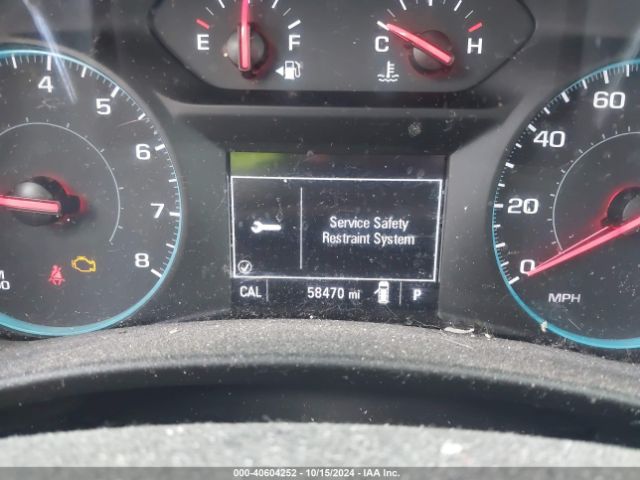 E F C H
4
5
6
7
8
60
40
20
0
MPH
Service Safety
Restraint System
CAL 58470 mi P
000-40604252 - 10/15/2024 - IAA Inc.